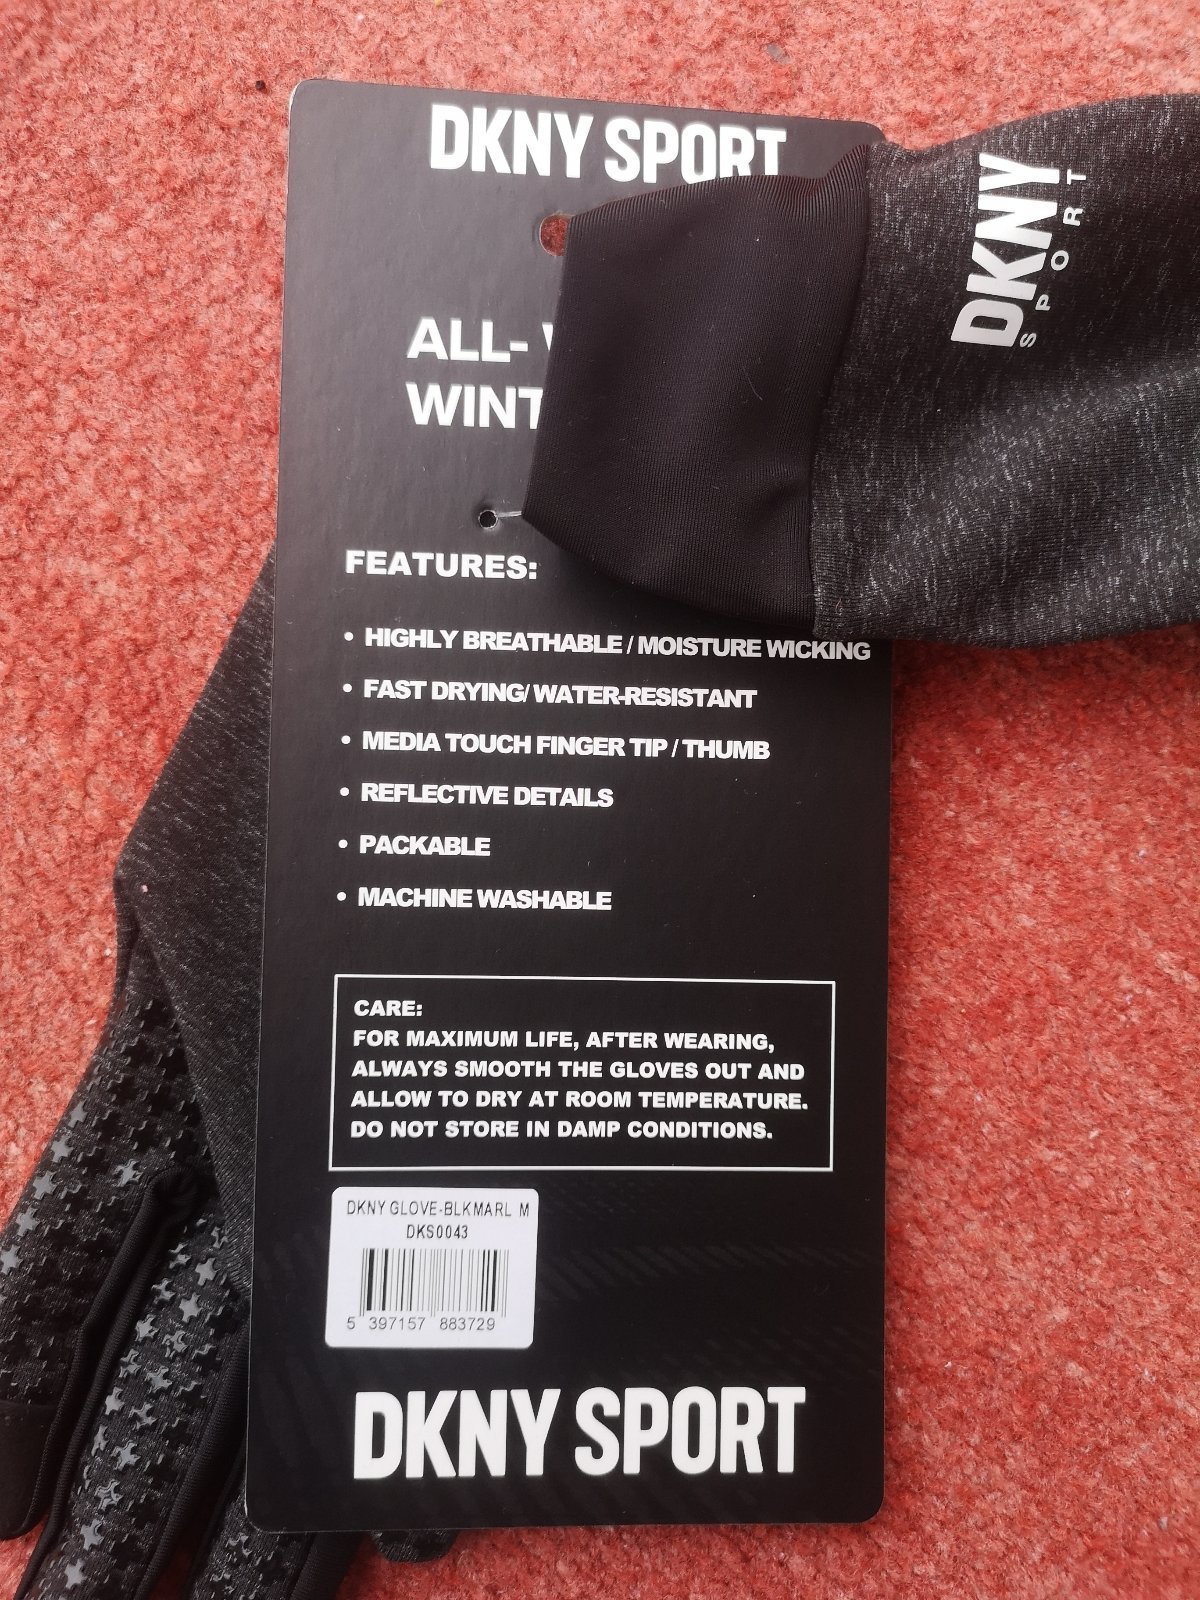 DKNY SPORT
DKNY
SPORT
ALL-
FEATURES:
• HIGHLY BREATHABLE / MOISTURE WICKING
• FAST DRYING/ WATER-RESISTANT
• MEDIA TOUCH FINGER TIP / THUMB
• REFLECTIVE DETAILS
• PACKABLE
• MACHINE WASHABLE
CARE:
FOR MAXIMUM LIFE, AFTER WEARING,
ALWAYS SMOOTH THE GLOVES OUT AND
ALLOW TO DRY AT ROOM TEMPERATURE.
DO NOT STORE IN DAMP CONDITIONS.
DKNY GLOVE-BLKMARL M
DKS0043
5 397157 883729
DKNY SPORT